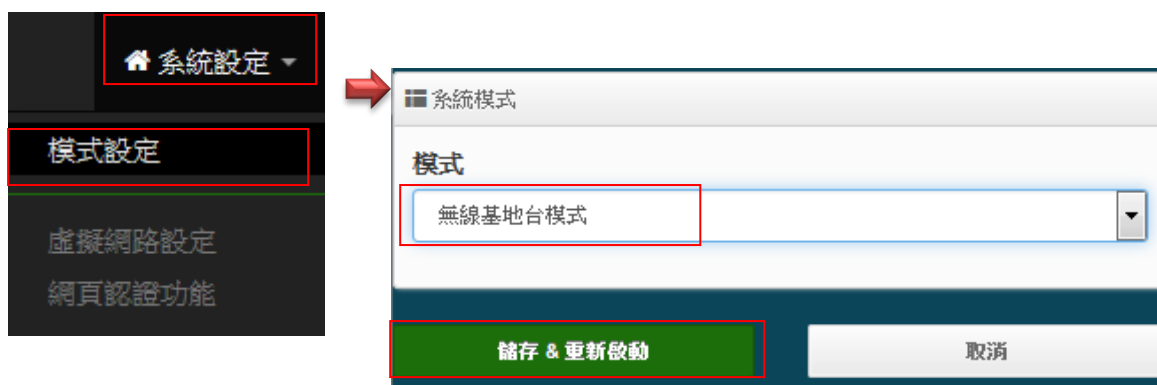 系統設定
模式設定
虛擬網路設定
網頁認證功能
系統模式
模式
無線基地台模式
儲存 & 重新啟動
取消